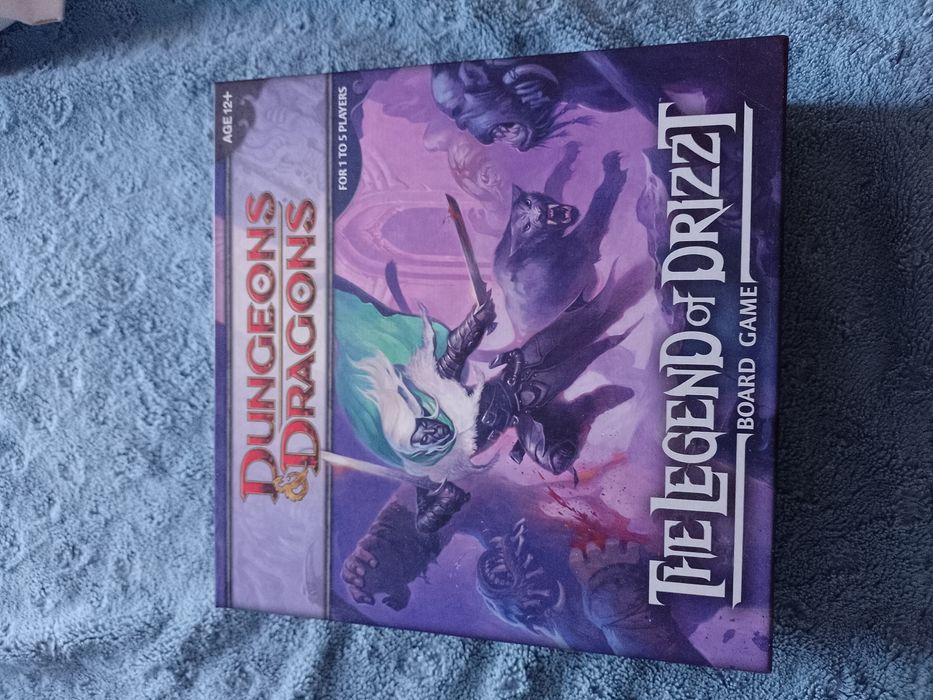 AGE 12+
DUNGEONS
& DRAGONS
FOR 1 TO 5 PLAYERS
THE LEGEND of DRIZZT
BOARD GAME